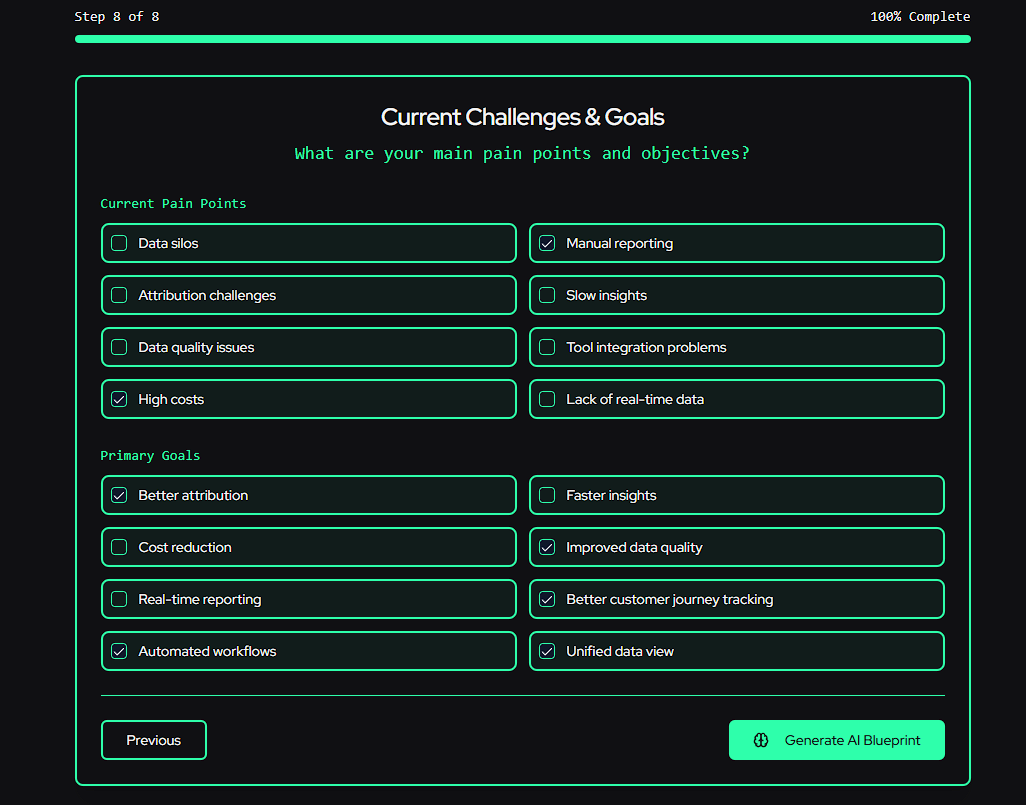 Step 8 of 8
100% Complete
Current Challenges & Goals
What are your main pain points and objectives?
Current Pain Points
Data silos
Manual reporting
Attribution challenges
Slow insights
Data quality issues
Tool integration problems
High costs
Lack of real-time data
Primary Goals
Better attribution
Faster insights
Cost reduction
Improved data quality
Real-time reporting
Better customer journey tracking
Automated workflows
Unified data view
Previous
Generate AI Blueprint